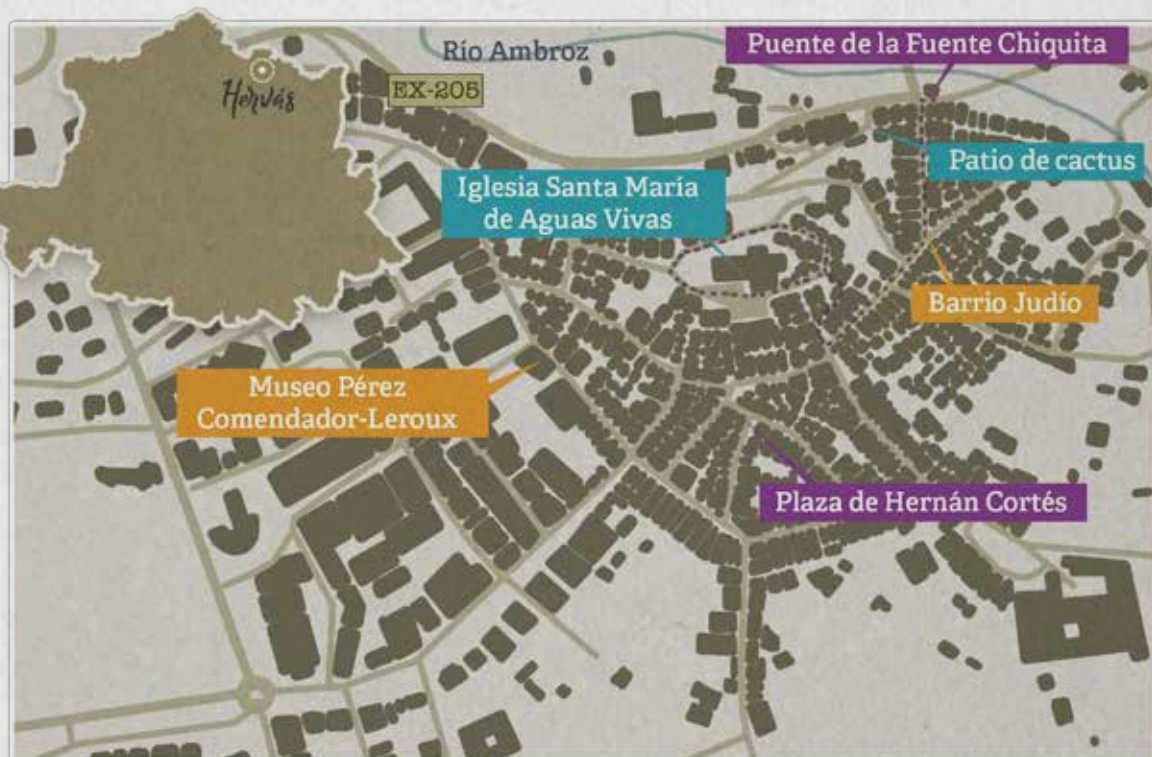 Río Ambroz
Puente de la Fuente Chiquita
Hervás
EX-205
Patio de cactus
Iglesia Santa María
de Aguas Vivas
Barrio Judío
Museo Pérez
Comendador-Leroux
Plaza de Hernán Cortés